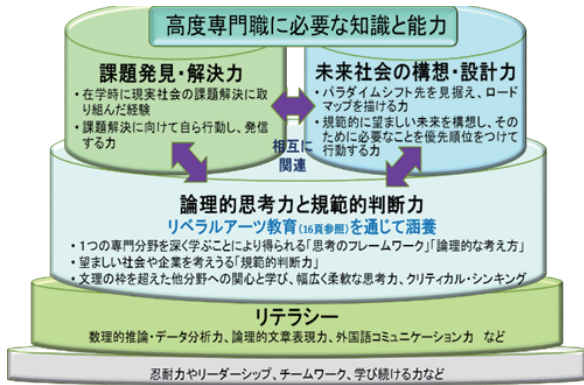 高度専門職に必要な知識と能力
課題発見・解決力
・在学時に現実社会の課題解決に取
り組んだ経験
・課題解決に向けて自ら行動し、発信
する力
未来社会の構想・設計力
・パラダイムシフト先を見据え、ロード
マップを描ける力
・規範的に望ましい未来を構想し、その
ために必要なことを優先順位をつけて
行動する力
相互に
関連
論理的思考力と規範的判断力
リベラルアーツ教育(16頁参照)を通じて涵養
・1つの専門分野を深く学ぶことにより得られる「思考のフレームワーク」「論理的な考え方」
・望ましい社会や企業を考えうる「規範的判断力」
・文理の枠を超えた他分野への関心と学び、幅広く柔軟な思考力、クリティカル・シンキング
リテラシー
数理的推論・データ分析力、論理的文章表現力、外国語コミュニケーション力 など
忍耐力やリーダーシップ、チームワーク、学び続ける力など